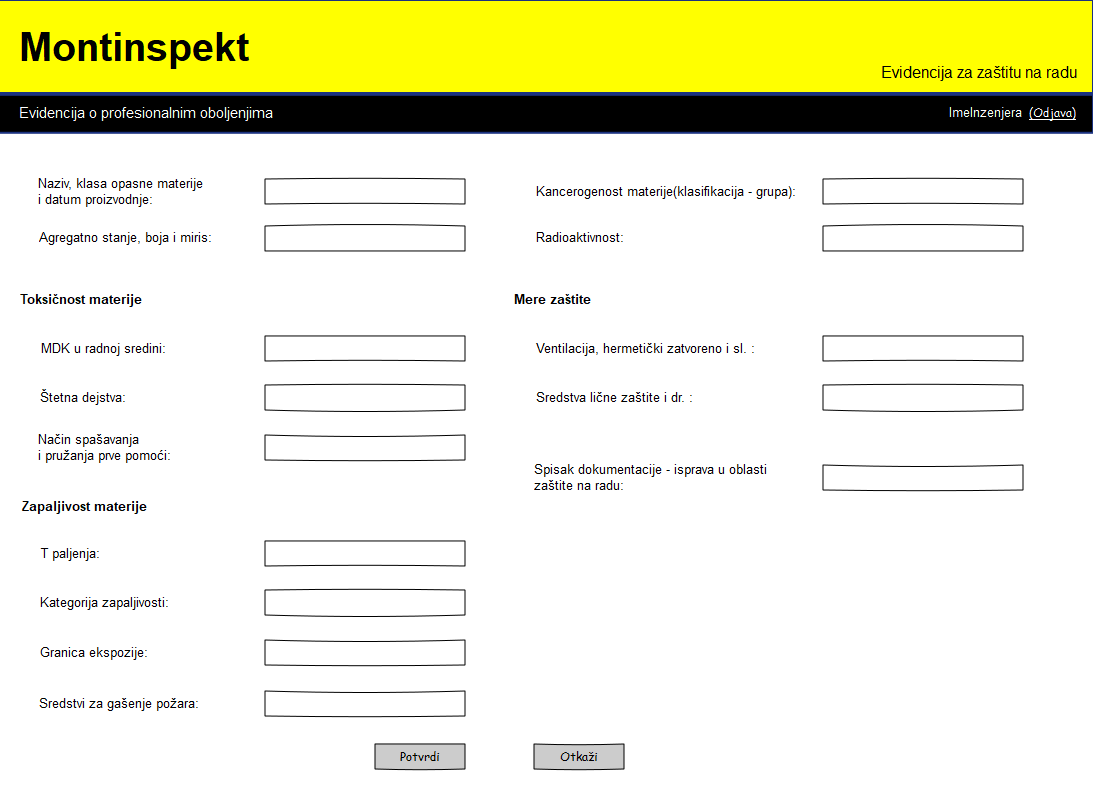 Montinspekt
Evidencija za zaštitu na radu
Evidencija o profesionalnim oboljenjima
ImeInzenjera (Odjava)
Naziv, klasa opasne materije
i datum proizvodnje:
Agregatno stanje, boja i miris:
Toksičnost materije
MDK u radnoj sredini:
Štetna dejstva:
Način spašavanja
i pružanja prve pomoći:
Zapaljivost materije
T paljenja:
Kategorija zapaljivosti:
Granica ekspozije:
Sredstvi za gašenje požara:
Kancerogenost materije(klasifikacija - grupa):
Radioaktivnost:
Mere zaštite
Ventilacija, hermetički zatvoreno i sl. :
Sredstva lične zaštite i dr. :
Spisak dokumentacije - isprava u oblasti
zaštite na radu:
Potvrdi
Otkaži